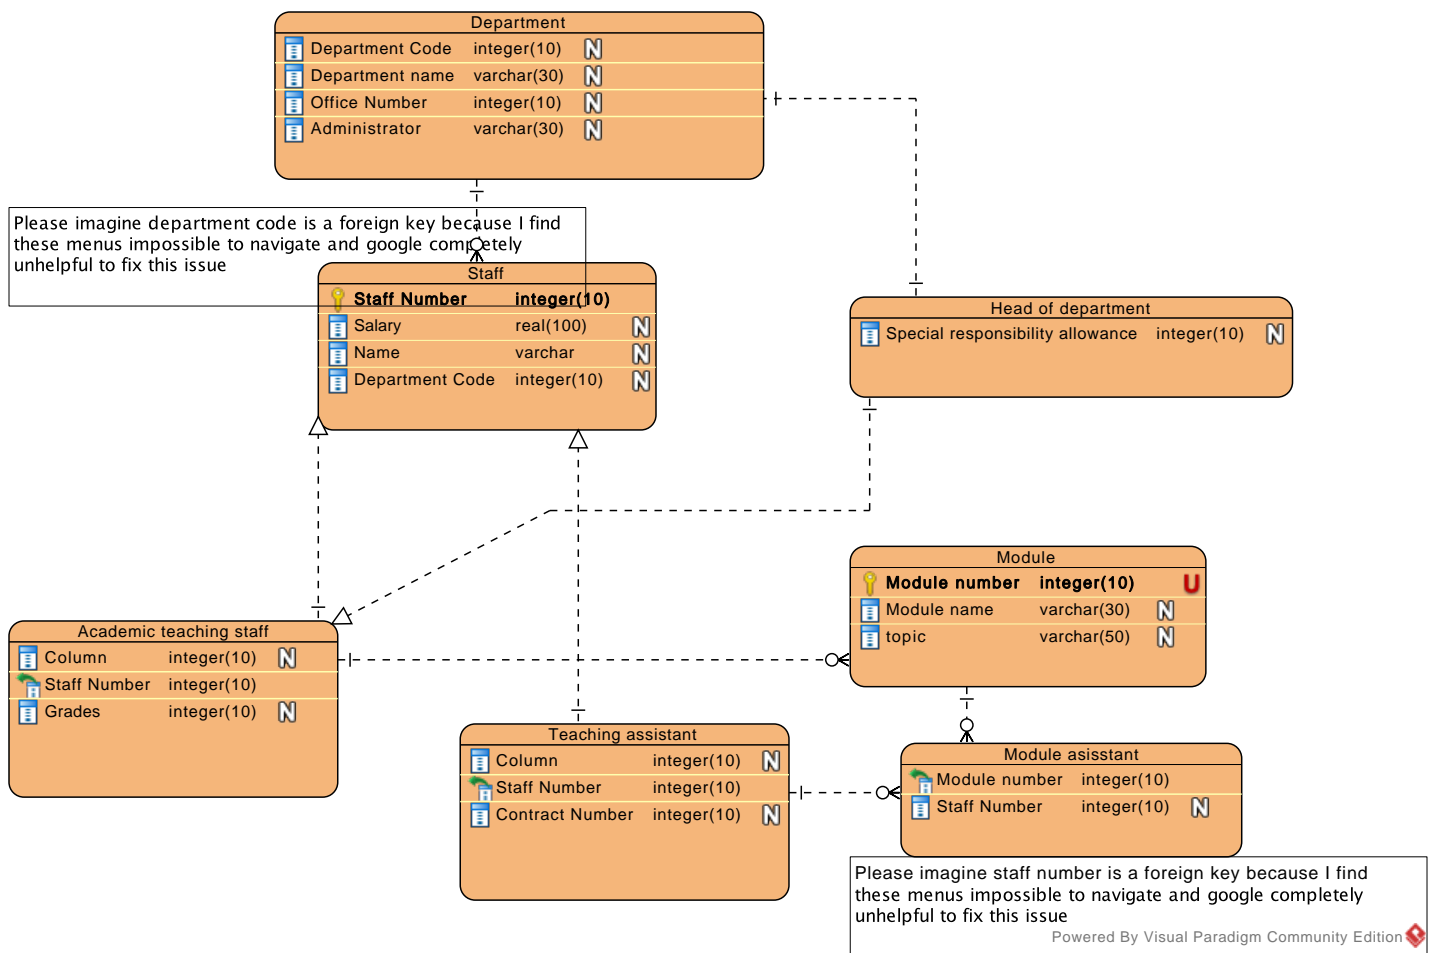 Department
Department Code integer(10) N
Department name varchar(30) N
Office Number integer(10) N
Administrator varchar(30) N
Please imagine department code is a foreign key because I find
these menus impossible to navigate and google completely
unhelpful to fix this issue
Staff
Staff Number integer(10)
Salary real(100) N
Name varchar N
Department Code integer(10) N
Head of department
Special responsibility allowance integer(10) N
Module
Module number integer(10) U
Module name varchar(30) N
topic varchar(50) N
Academic teaching staff
Column integer(10) N
Staff Number integer(10)
Grades integer(10) N
Teaching assistant
Column integer(10) N
Staff Number integer(10)
Contract Number integer(10) N
Module asisstant
Module number integer(10)
Staff Number integer(10) N
Please imagine staff number is a foreign key because I find
these menus impossible to navigate and google completely
unhelpful to fix this issue
Powered By Visual Paradigm Community Edition